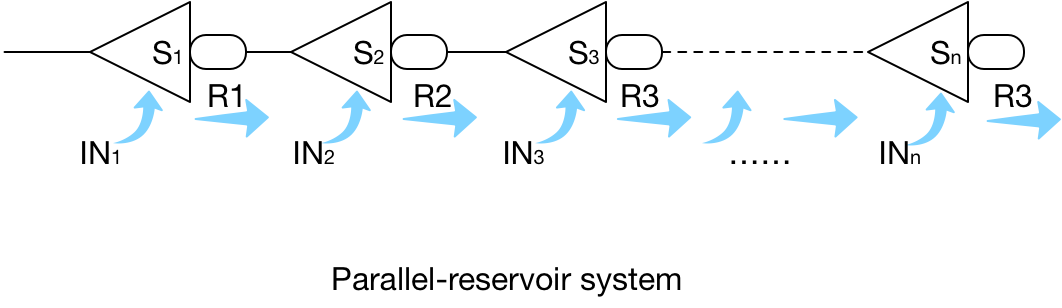 S1
S2
S3
Sn
R1
R2
R3
R3
IN1
IN2
IN3
......
INn
Parallel-reservoir system